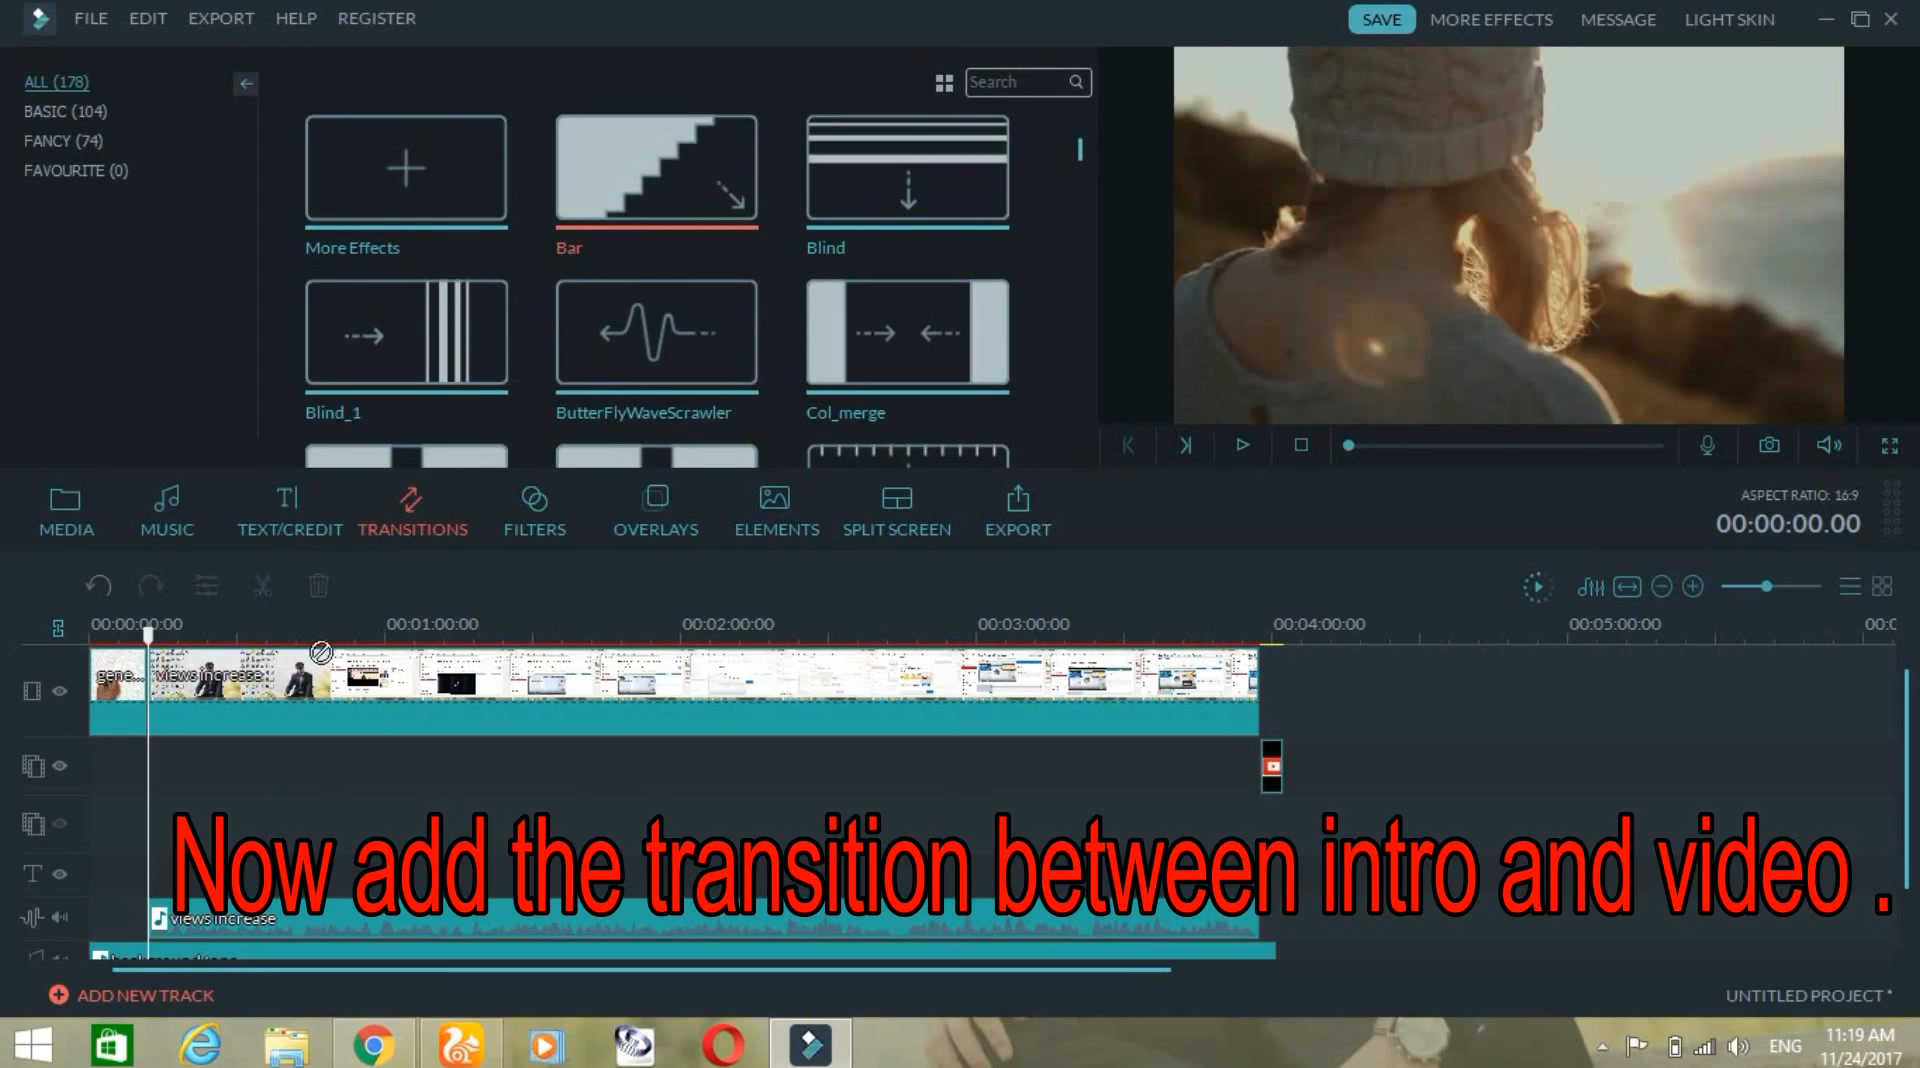 FILE EDIT EXPORT HELP REGISTER
SAVE MORE EFFECTS MESSAGE LIGHT SKIN
ALL (178)
BASIC (104)
FANCY (74)
FAVOURITE (0)
Search
More Effects
Bar
Blind
Blind_1
ButterFlyWaveScrawler
Col_merge
MEDIA MUSIC TEXT/CREDIT TRANSITIONS FILTERS OVERLAYS ELEMENTS SPLIT SCREEN EXPORT
ASPECT RATIO: 16:9
00:00:00.00
00:00:00:00 00:01:00:00 00:02:00:00 00:03:00:00 00:04:00:00 00:05:00:00
gene... views increase
Now add the transition between intro and video .
views increase
ADD NEW TRACK
UNTITLED PROJECT *
ENG
11:19 AM
11/24/2017